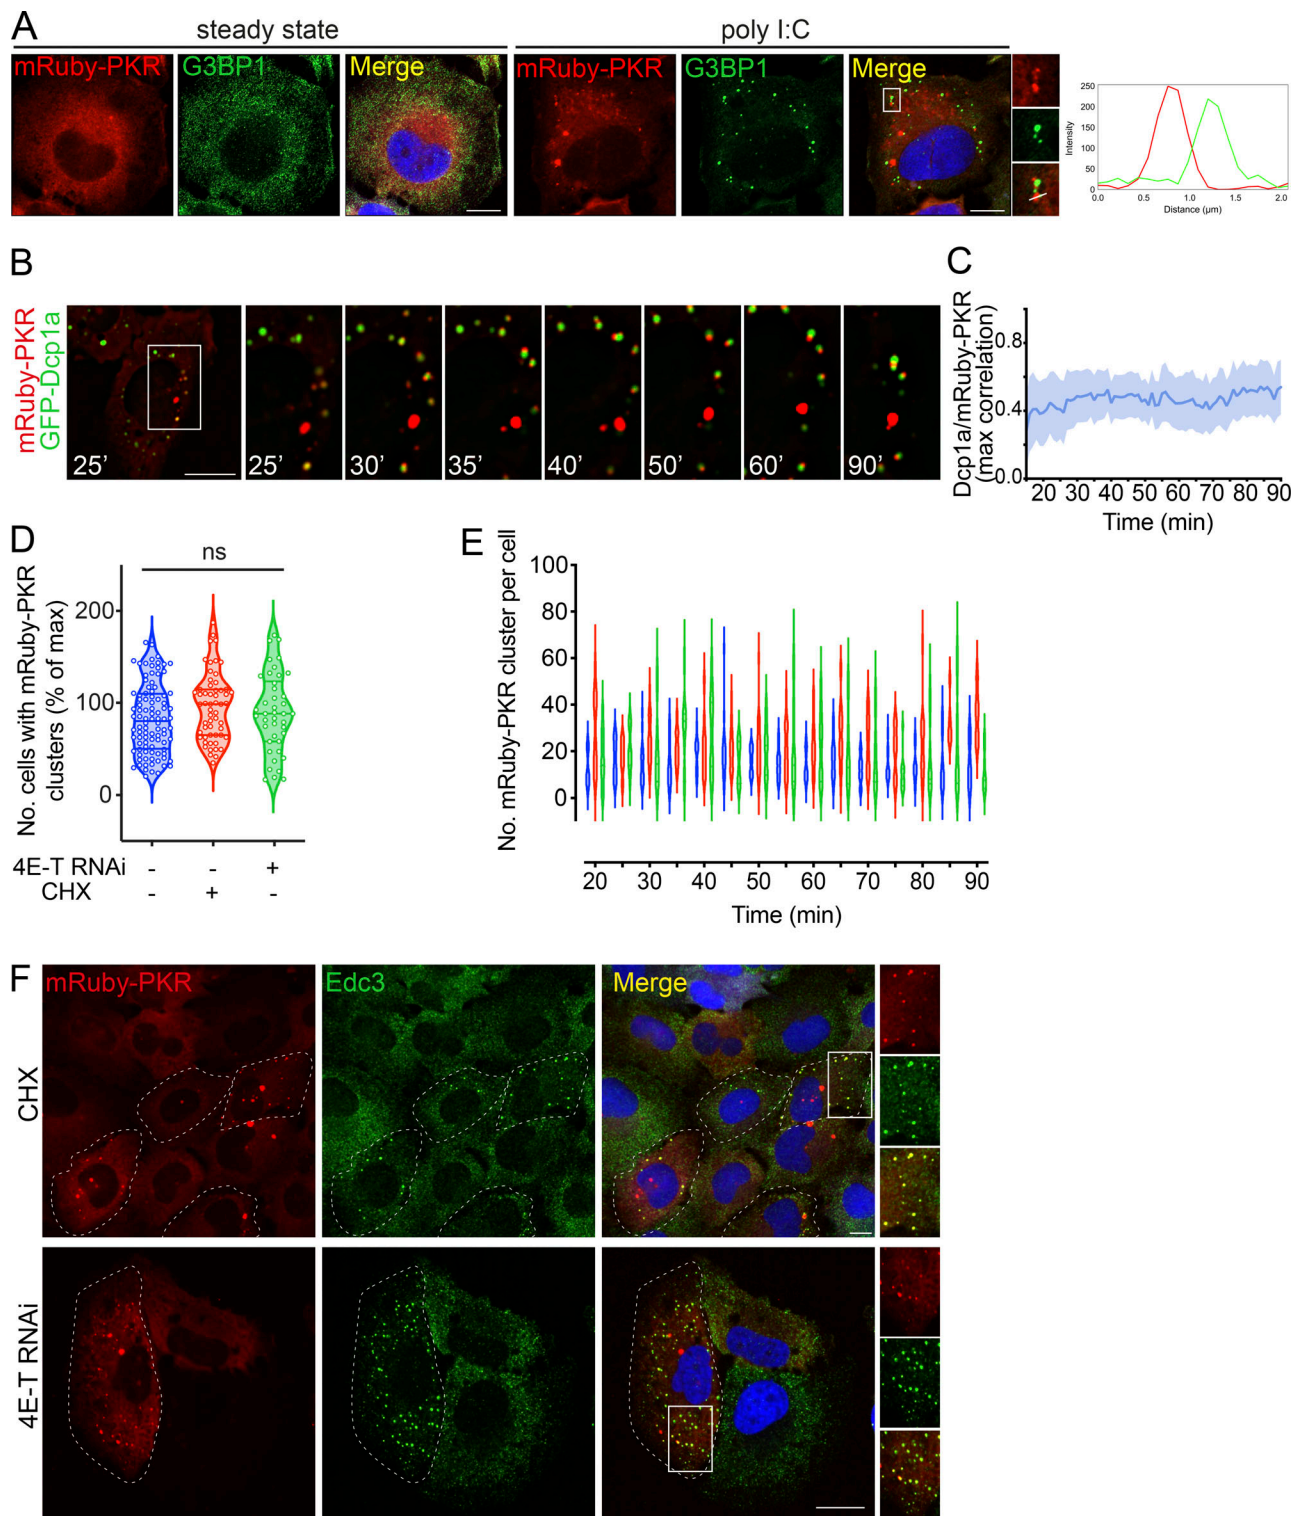 A
steady state
poly I:C
mRuby-PKR
G3BP1
Merge
mRuby-PKR
G3BP1
Merge
Intensity
250
200
150
100
50
0
0.0
0.5
1.0
1.5
2.0
Distance (µm)
B
mRuby-PKR
GFP-Dcp1a
25’
25’
30’
35’
40’
50’
60’
90’
C
Dcp1a/mRuby-PKR
(max correlation)
0.8
0.4
0.0
20 30 40 50 60 70 80 90
Time (min)
D
ns
No. cells with mRuby-PKR
clusters (% of max)
200
100
0
4E-T RNAi - - +
CHX - + -
E
No. mRuby-PKR cluster per cell
100
80
60
40
20
0
20 30 40 50 60 70 80 90
Time (min)
F
mRuby-PKR
Edc3
Merge
CHX
4E-T RNAi